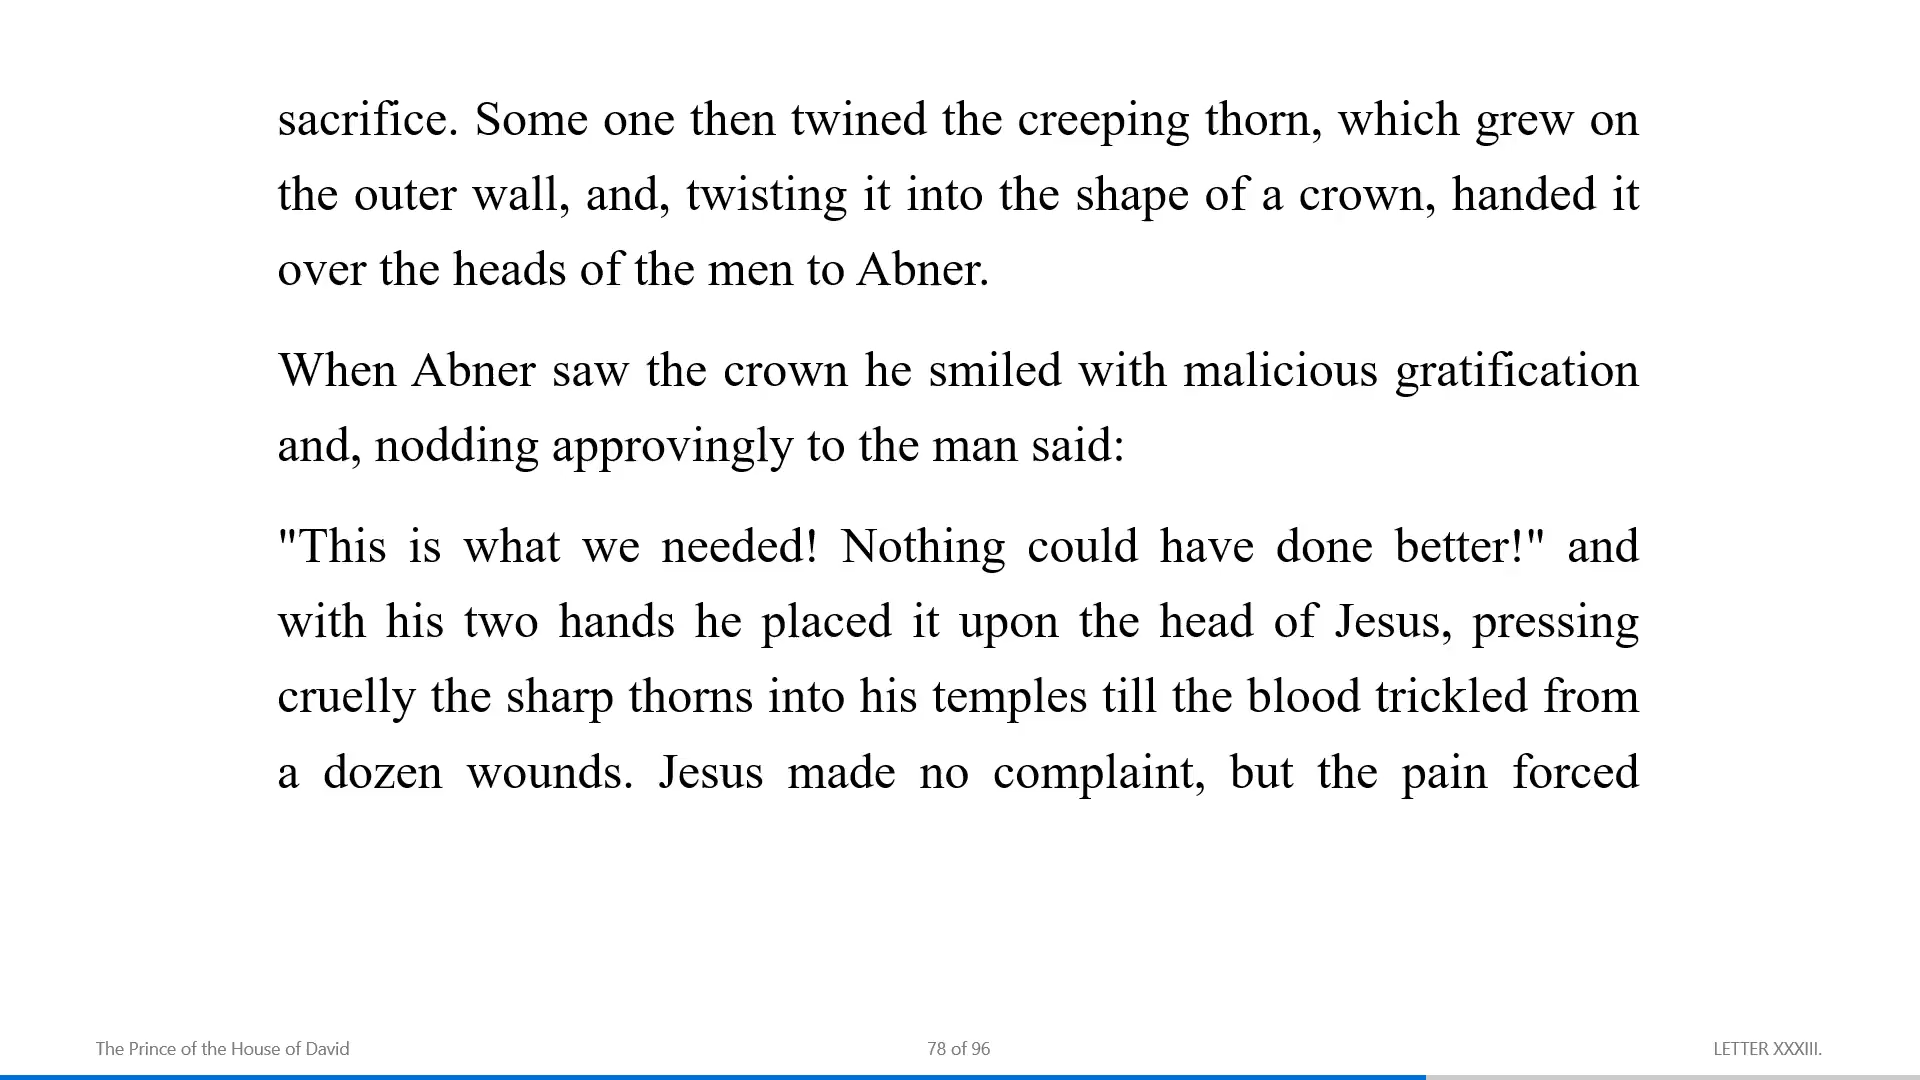 sacrifice. Some one then twined the creeping thorn, which grew on
the outer wall, and, twisting it into the shape of a crown, handed it
over the heads of the men to Abner.
When Abner saw the crown he smiled with malicious gratification
and, nodding approvingly to the man said:
"This is what we needed! Nothing could have done better!" and
with his two hands he placed it upon the head of Jesus, pressing
cruelly the sharp thorns into his temples till the blood trickled from
a dozen wounds. Jesus made no complaint, but the pain forced
The Prince of the House of David
78 of 96
LETTER XXXIII.